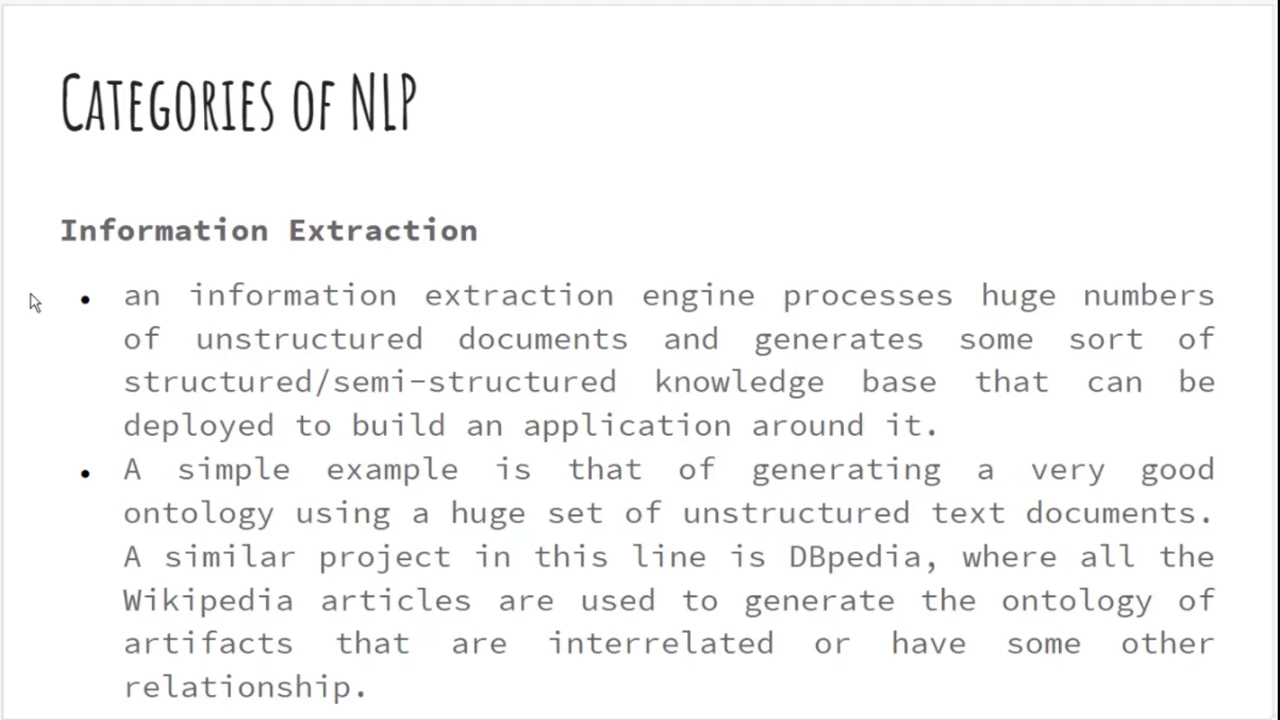 Categories of NLP
Information Extraction
• an information extraction engine processes huge numbers
of unstructured documents and generates some sort of
structured/semi-structured knowledge base that can be
deployed to build an application around it.
• A simple example is that of generating a very good
ontology using a huge set of unstructured text documents.
A similar project in this line is DBpedia, where all the
Wikipedia articles are used to generate the ontology of
artifacts that are interrelated or have some other
relationship.